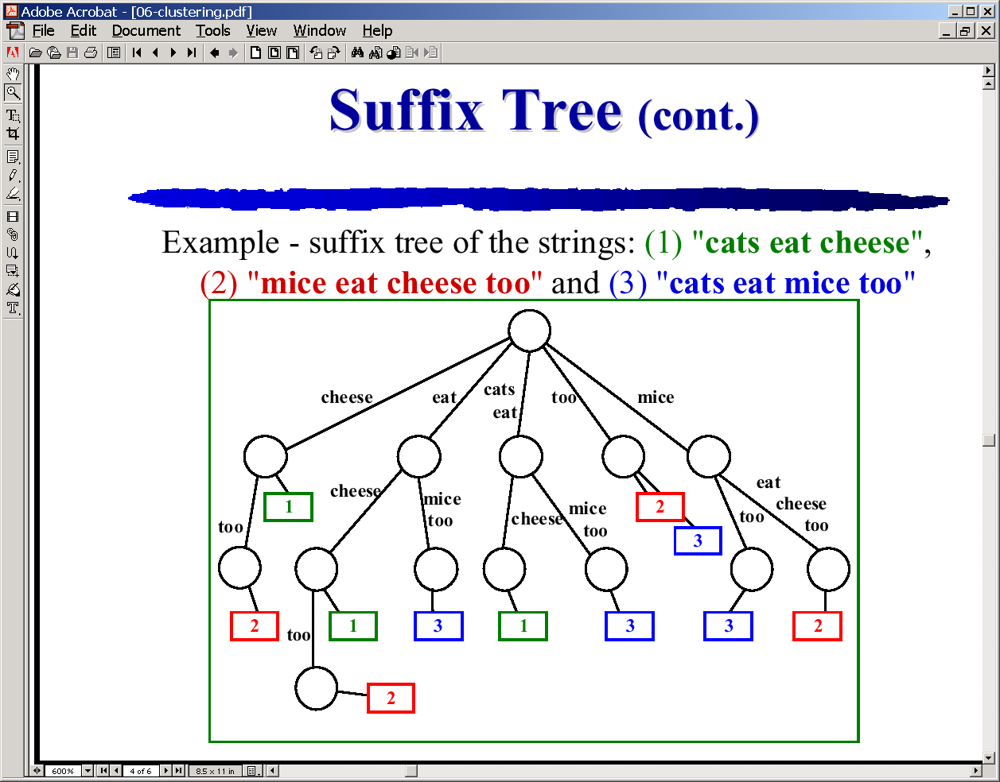 Adobe Acrobat - [06-clustering.pdf]
File Edit Document Tools View Window Help
Suffix Tree (cont.)
Example - suffix tree of the strings: (1) "cats eat cheese",
(2) "mice eat cheese too" and (3) "cats eat mice too"
cheese eat cats too mice
eat
cheese mice eat
1 too cheese mice 2 too cheese
too too 3 too
2 1 3 1 3 3 2
too
2
600% 4 of 6 8.5 x 11 in